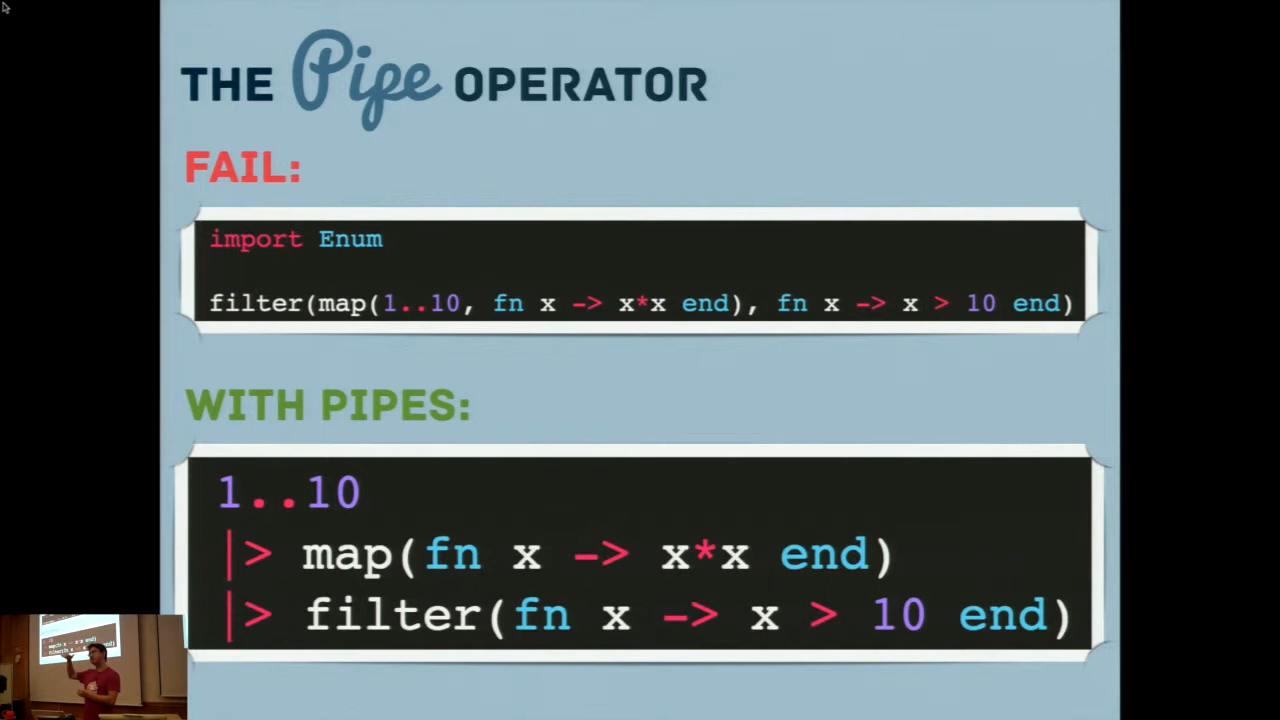 THE Pipe OPERATOR
FAIL:
import Enum
filter(map(1..10, fn x -> x*x end), fn x -> x > 10 end)
WITH PIPES:
1..10
|> map(fn x -> x*x end)
|> filter(fn x -> x > 10 end)